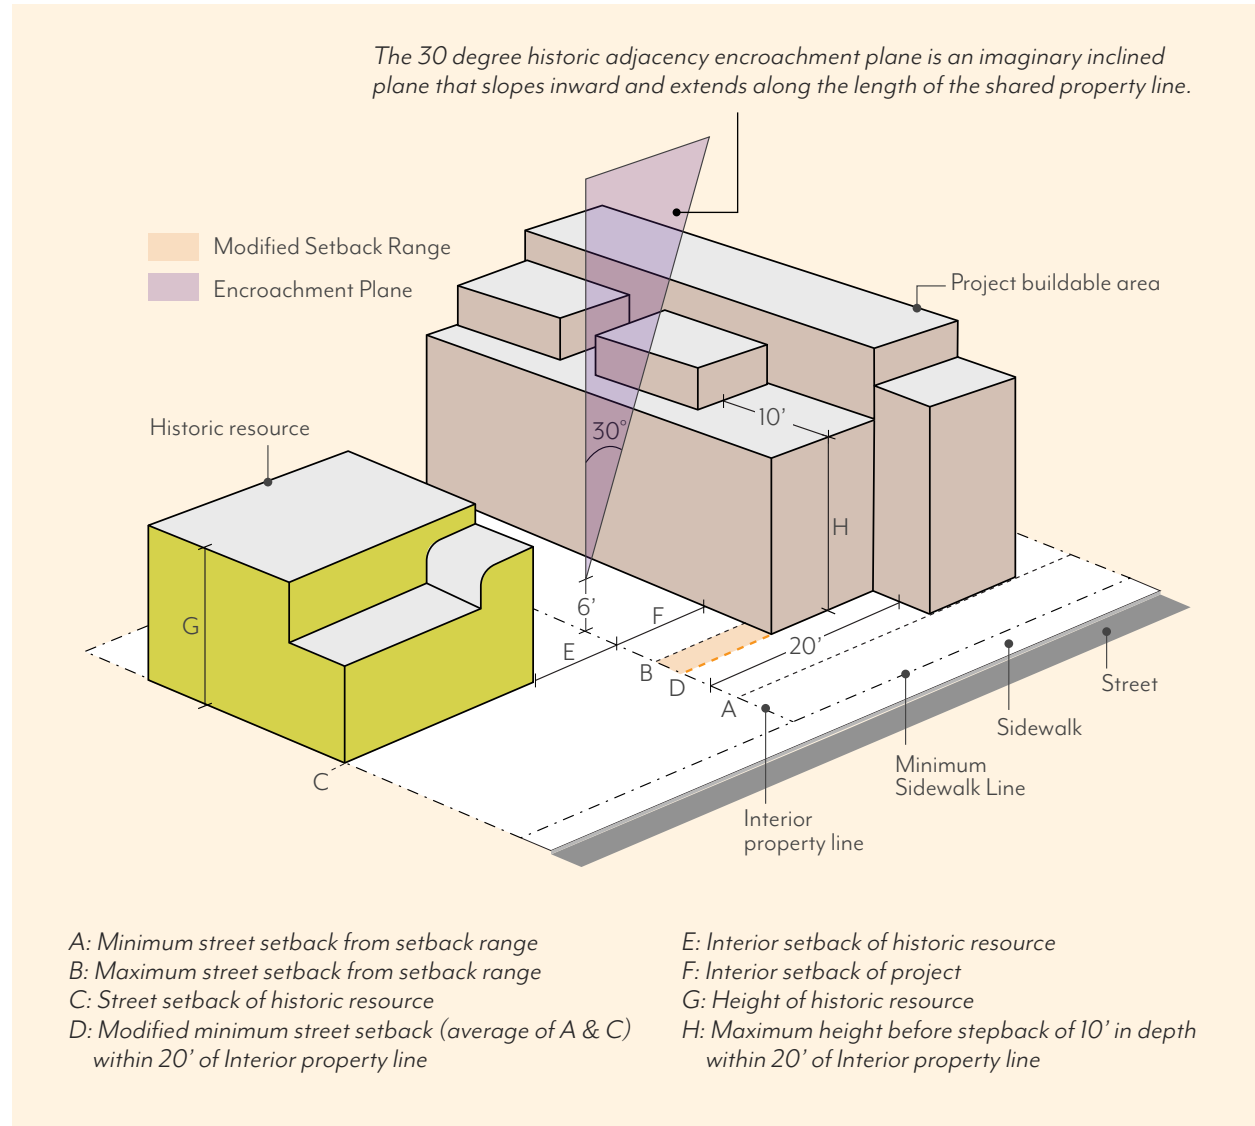 The 30 degree historic adjacency encroachment plane is an imaginary inclined
plane that slopes inward and extends along the length of the shared property line.
Modified Setback Range
Encroachment Plane
Project buildable area
Historic resource
30°
10’
H
G
6’
F
E
B
D
20’
A
C
Street
Sidewalk
Minimum
Sidewalk Line
Interior
property line
A: Minimum street setback from setback range
B: Maximum street setback from setback range
C: Street setback of historic resource
D: Modified minimum street setback (average of A & C)
within 20’ of Interior property line
E: Interior setback of historic resource
F: Interior setback of project
G: Height of historic resource
H: Maximum height before stepback of 10’ in depth
within 20’ of Interior property line